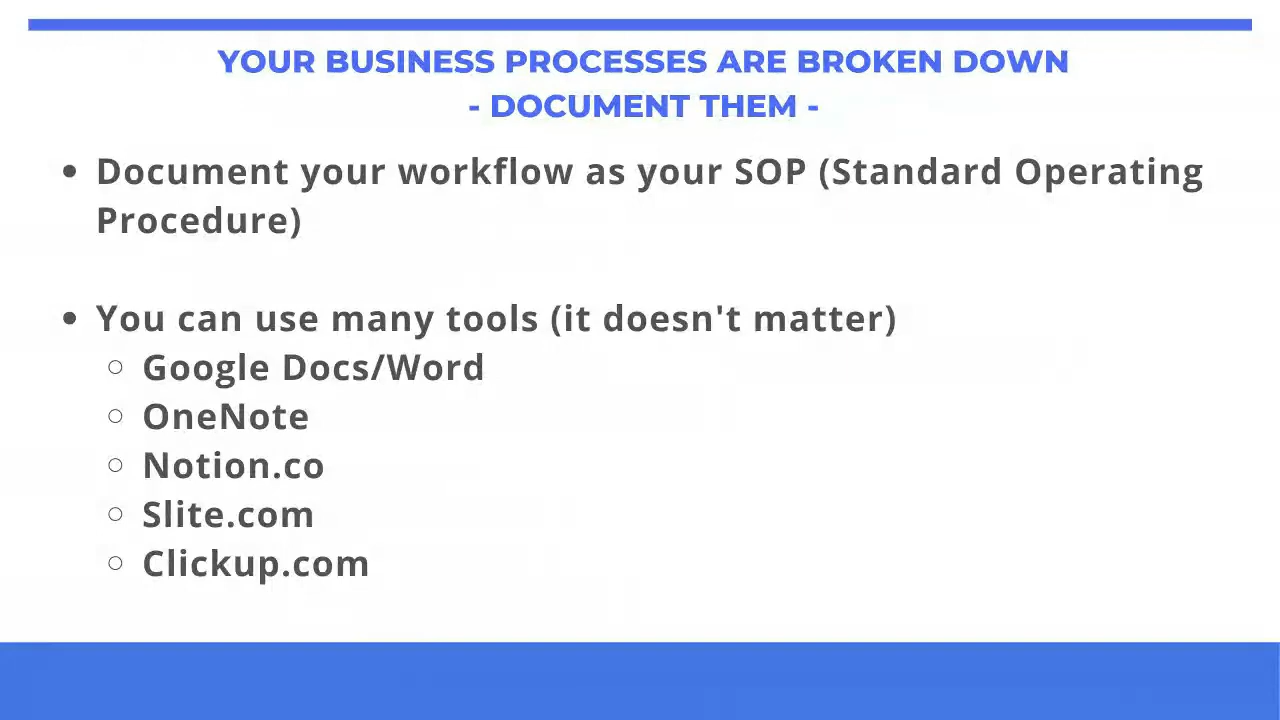 YOUR BUSINESS PROCESSES ARE BROKEN DOWN
- DOCUMENT THEM -
• Document your workflow as your SOP (Standard Operating
Procedure)
• You can use many tools (it doesn't matter)
○ Google Docs/Word
○ OneNote
○ Notion.co
○ Slite.com
○ Clickup.com